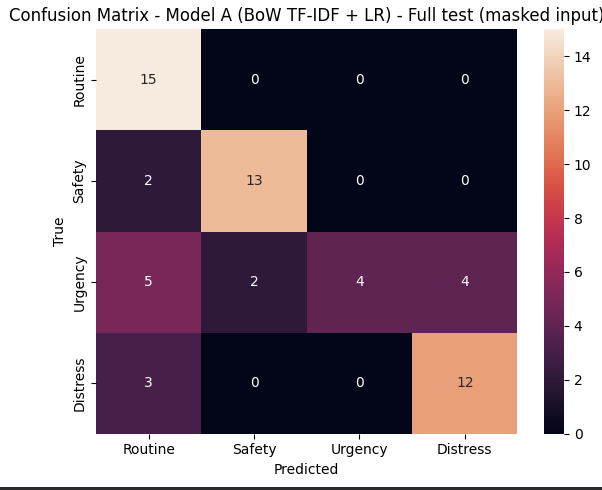 Confusion Matrix - Model A (BoW TF-IDF + LR) - Full test (masked input)
Routine 15 0 0 0
Safety 2 13 0 0
Urgency 5 2 4 4
Distress 3 0 0 12
True
Routine Safety Urgency Distress
Predicted
14
12
10
8
6
4
2
0